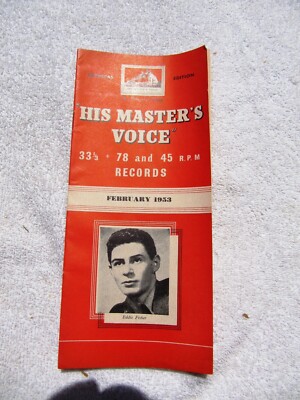 HIS MASTER'S
VOICE"
33⅓ • 78 and 45 R.P.M
RECORDS
FEBRUARY 1953
Eddie Fisher